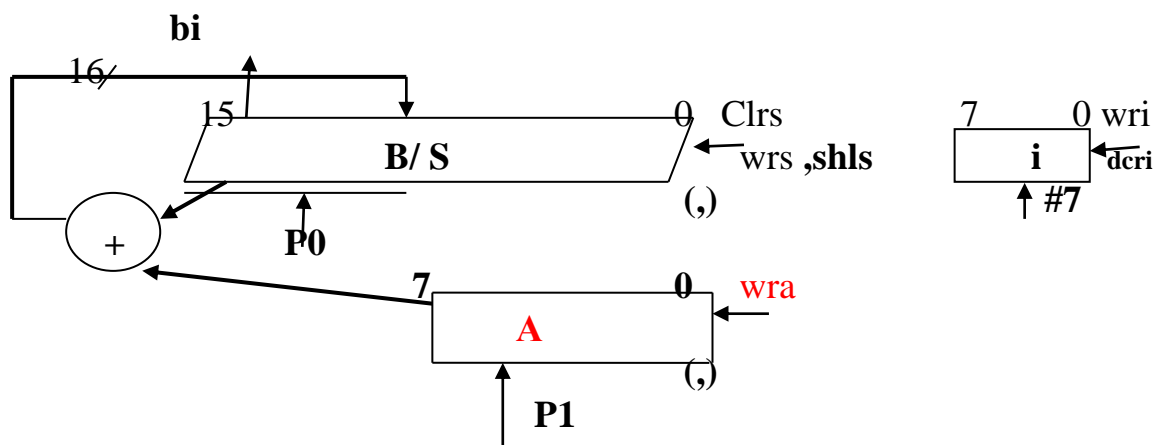 bi
16
15 0 Clrs 7 0 wri
B/ S wrs ,shls i dcri
(,) #7
+ P0
7 0 wra
A
(,)
P1